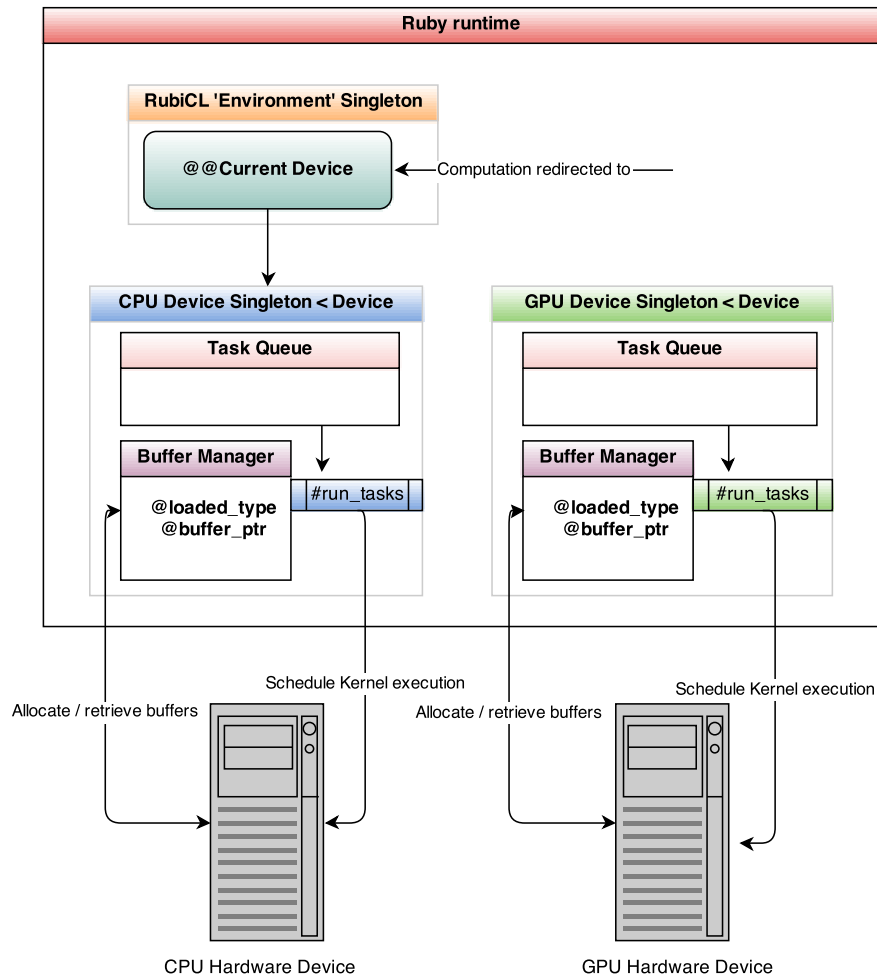 Ruby runtime
RubiCL 'Environment' Singleton
@@Current Device
Computation redirected to
CPU Device Singleton < Device
Task Queue
Buffer Manager
#run_tasks
@loaded_type
@buffer_ptr
GPU Device Singleton < Device
Task Queue
Buffer Manager
#run_tasks
@loaded_type
@buffer_ptr
Schedule Kernel execution
Allocate / retrieve buffers
Schedule Kernel execution
Allocate / retrieve buffers
CPU Hardware Device
GPU Hardware Device